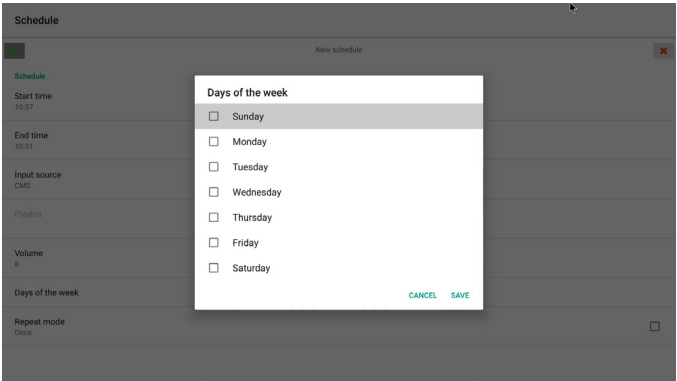 Schedule
New schedule
Schedule
Start time
10:37
End time
10:51
Input source
CMS
Playlist
Volume
8
Days of the week
Repeat mode
Once
Days of the week
Sunday
Monday
Tuesday
Wednesday
Thursday
Friday
Saturday
CANCEL SAVE